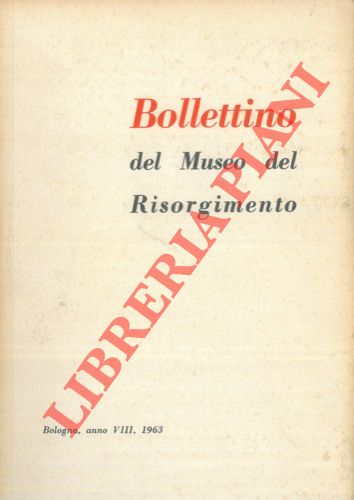 Bollettino
del Museo del
Risorgimento
LIBRERIA PIANI
Bologna, anno VIII, 1963